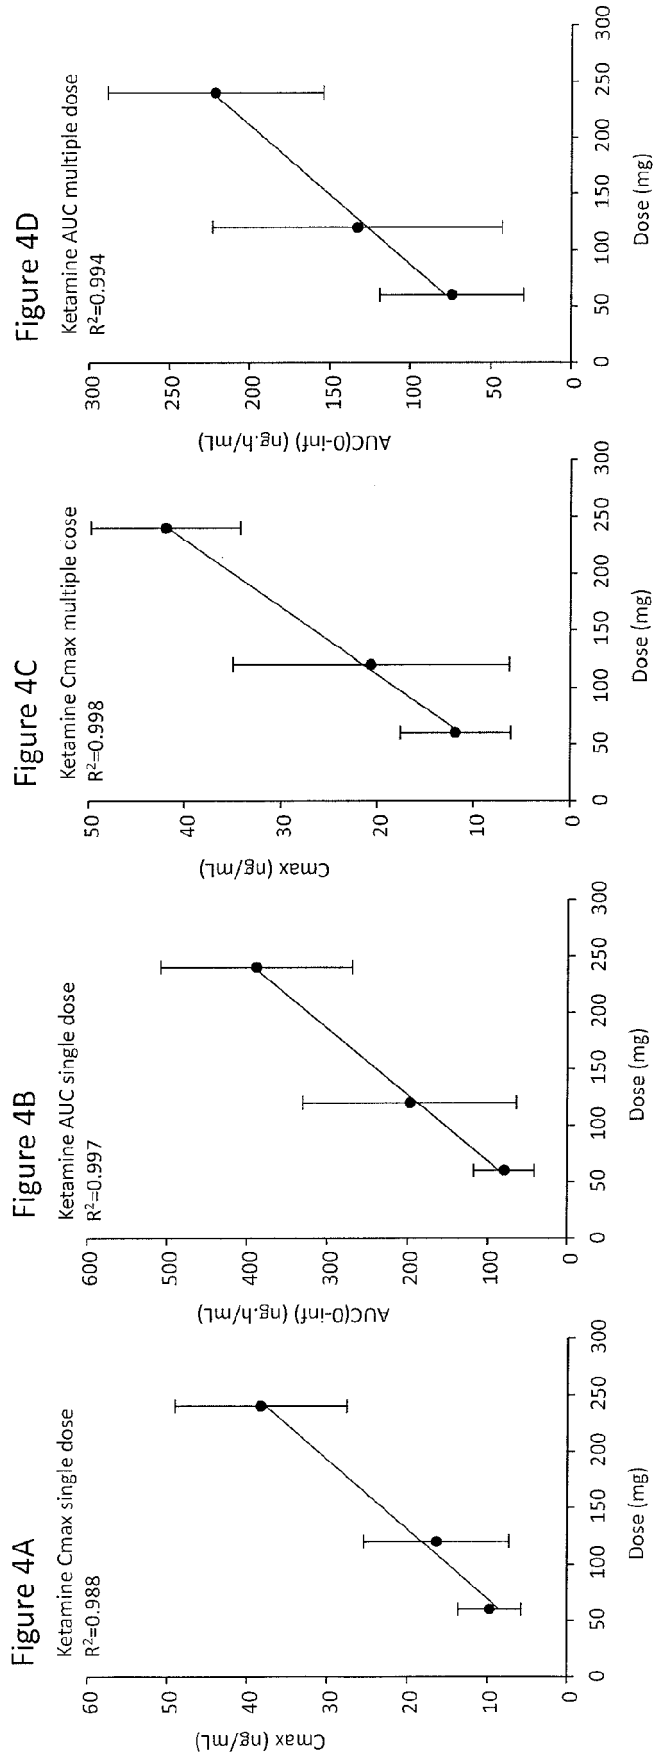 Figure 4A
Ketamine Cmax single dose
R²=0.988
Cmax (ng/mL)
60
50
40
30
20
10
0
0 50 100 150 200 250 300
Dose (mg)
Figure 4B
Ketamine AUC single dose
R²=0.997
AUC(0-inf) (ng.h/mL)
600
500
400
300
200
100
0
0 50 100 150 200 250 300
Dose (mg)
Figure 4C
Ketamine Cmax multiple cose
R²=0.998
Cmax (ng/mL)
50
40
30
20
10
0
0 50 100 150 200 250 300
Dose (mg)
Figure 4D
Ketamine AUC multiple dose
R²=0.994
AUC(0-inf) (ng.h/mL)
300
250
200
150
100
50
0
0 50 100 150 200 250 300
Dose (mg)